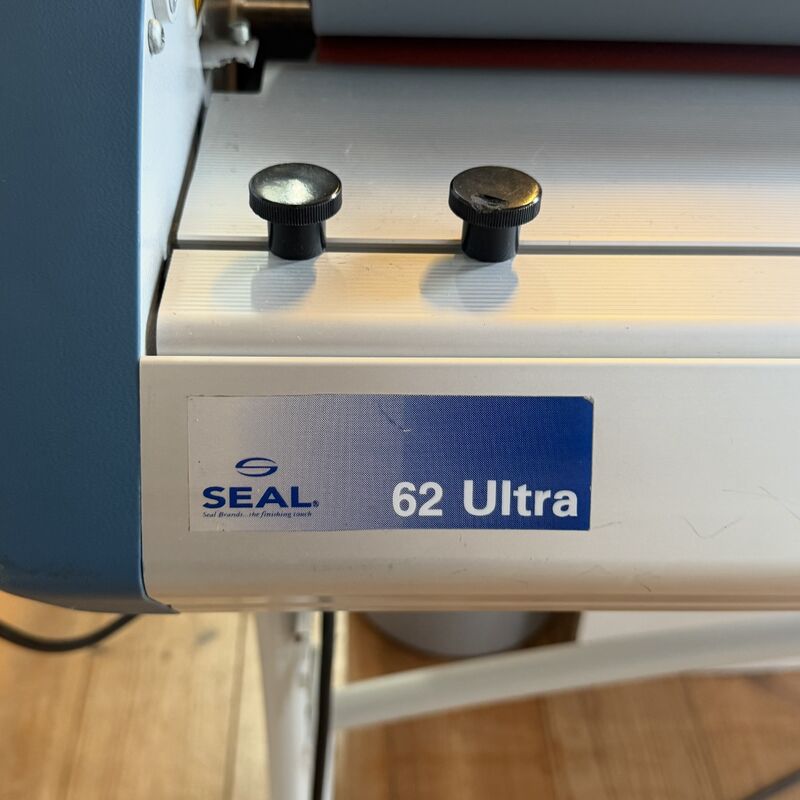 SEAL®
Seal Brands...the finishing touch
62 Ultra